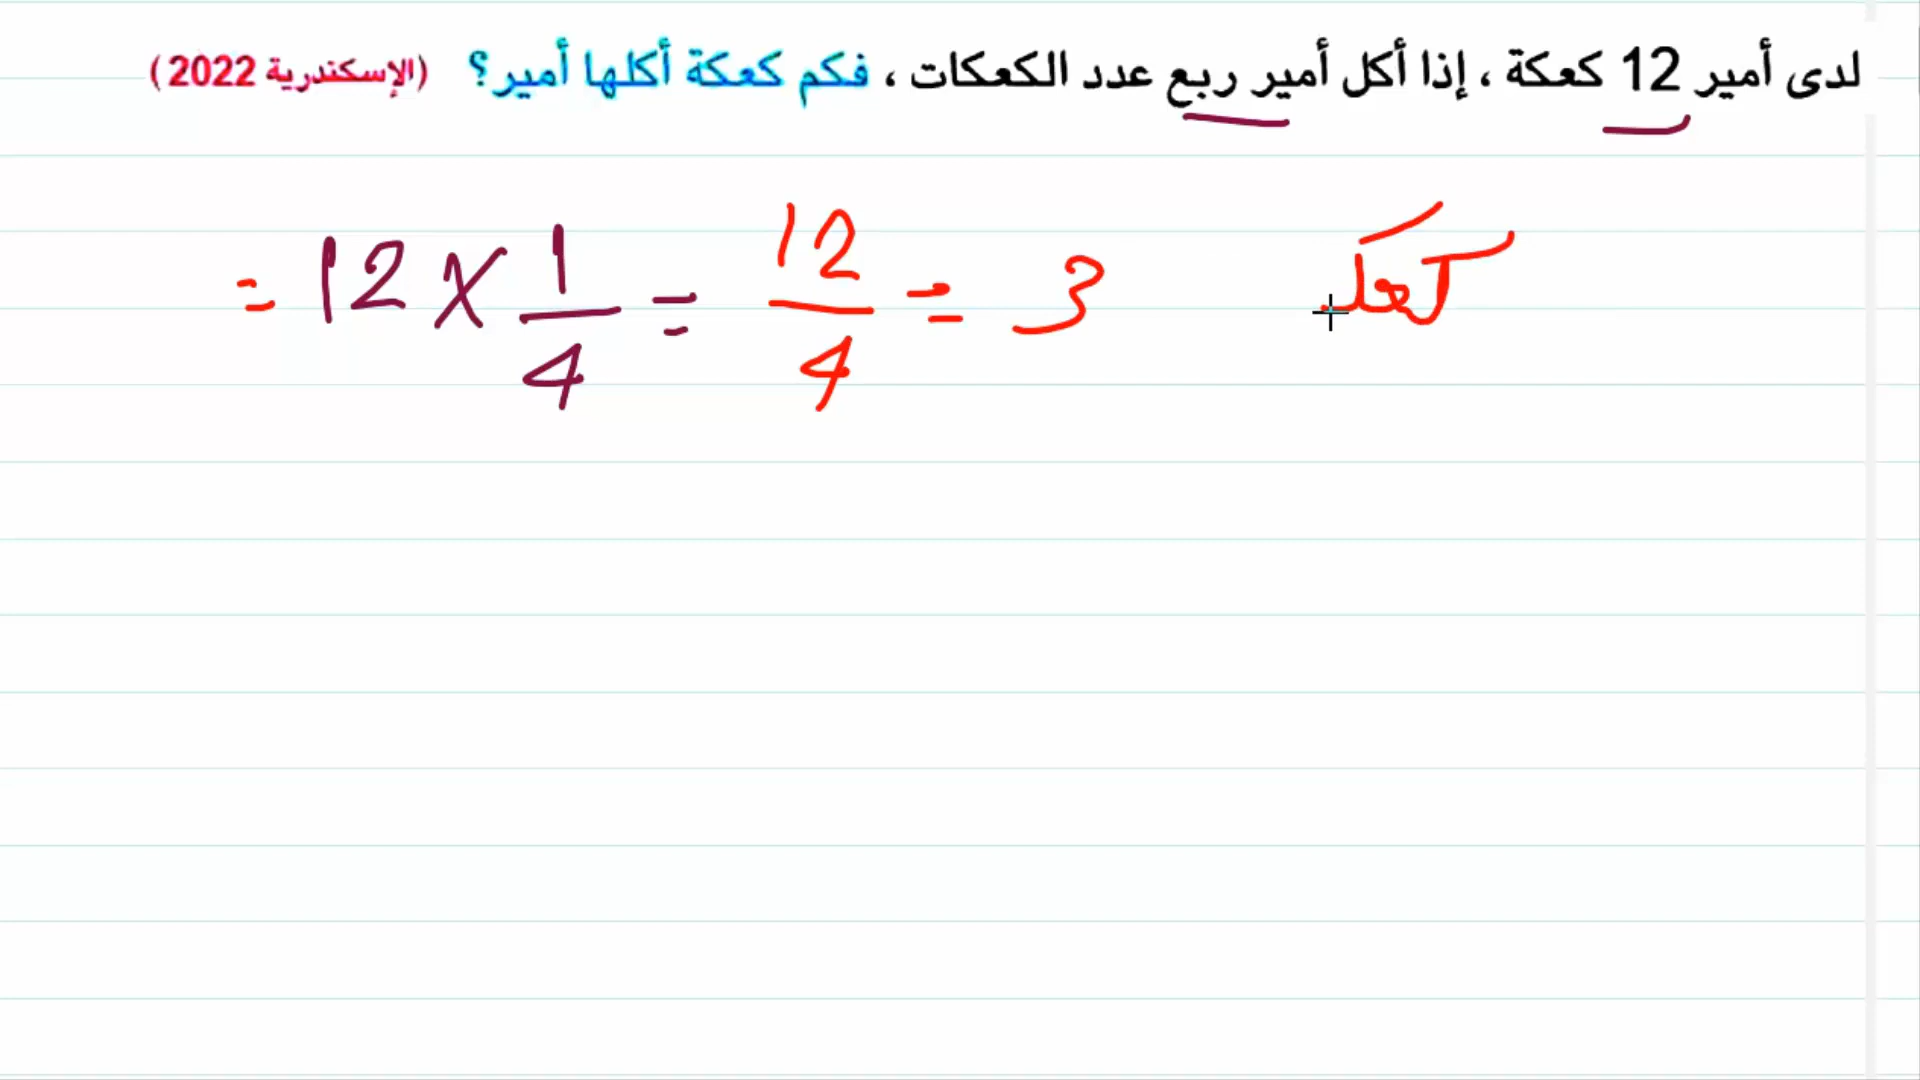 لدى أمير 12 كعكة ، إذا أكل أمير ربع عدد الكعكات ، فكم كعكة أكلها أمير؟ (الإسكندرية 2022)
= 12 × 1/4 = 12/4 = 3 كعكـ